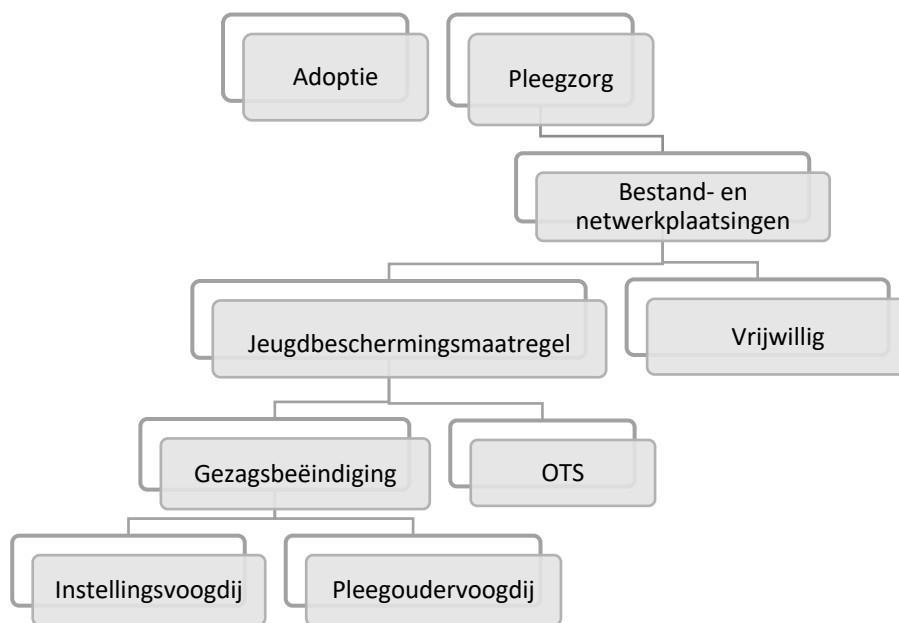 Adoptie
Pleegzorg
Bestand- en
netwerkplaatsingen
Jeugdbeschermingsmaatregel
Vrijwillig
Gezagsbeëindiging
OTS
Instellingsvoogdij
Pleegoudervoogdij